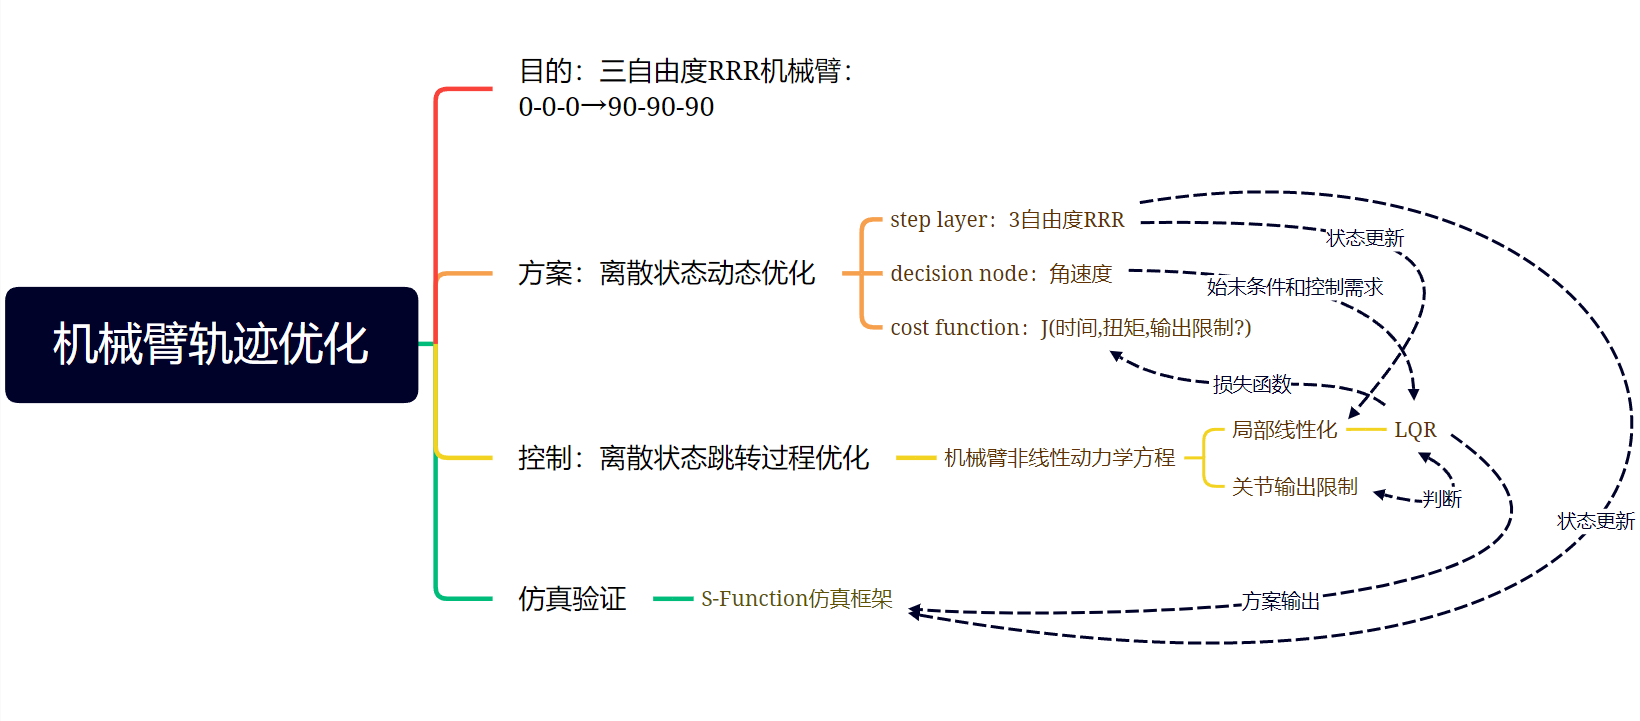 机械臂轨迹优化
目的：三自由度RRR机械臂：
0-0-0→90-90-90
方案：离散状态动态优化
step layer：3自由度RRR
decision node：角速度
cost function：J(时间,扭矩,输出限制?)
状态更新
始末条件和控制需求
损失函数
控制：离散状态跳转过程优化
机械臂非线性动力学方程
局部线性化
LQR
关节输出限制
判断
状态更新
仿真验证
S-Function仿真框架
方案输出